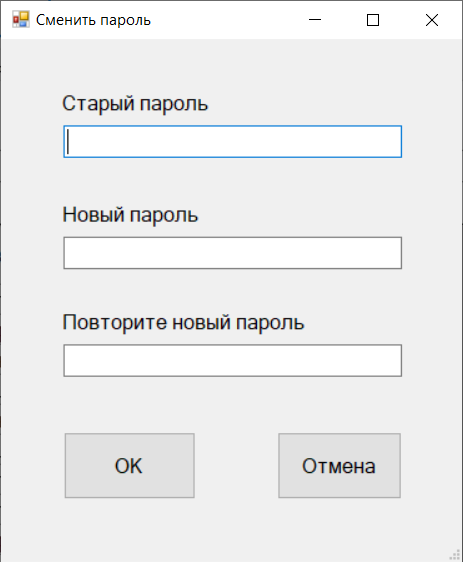 Сменить пароль
Старый пароль
Новый пароль
Повторите новый пароль
OK
Отмена